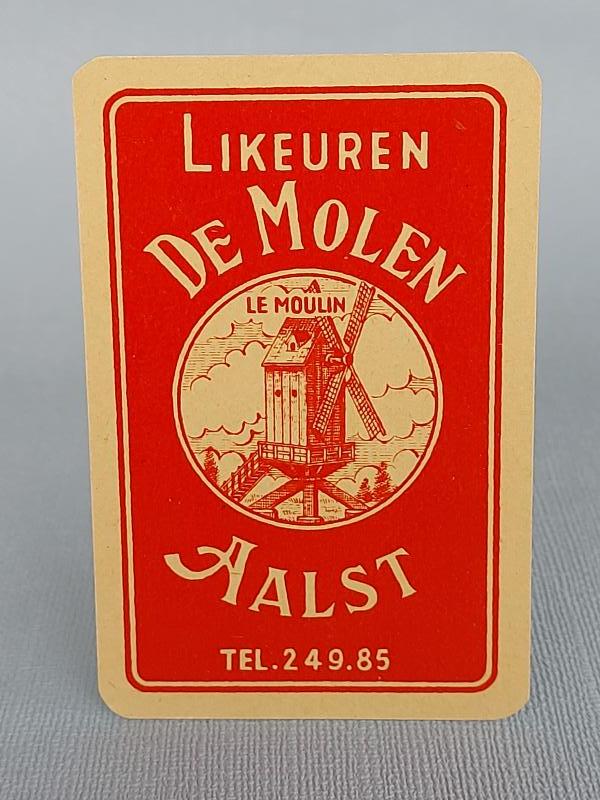 LIKEUREN
DE MOLEN
LE MOULIN
AALST
TEL. 249.85